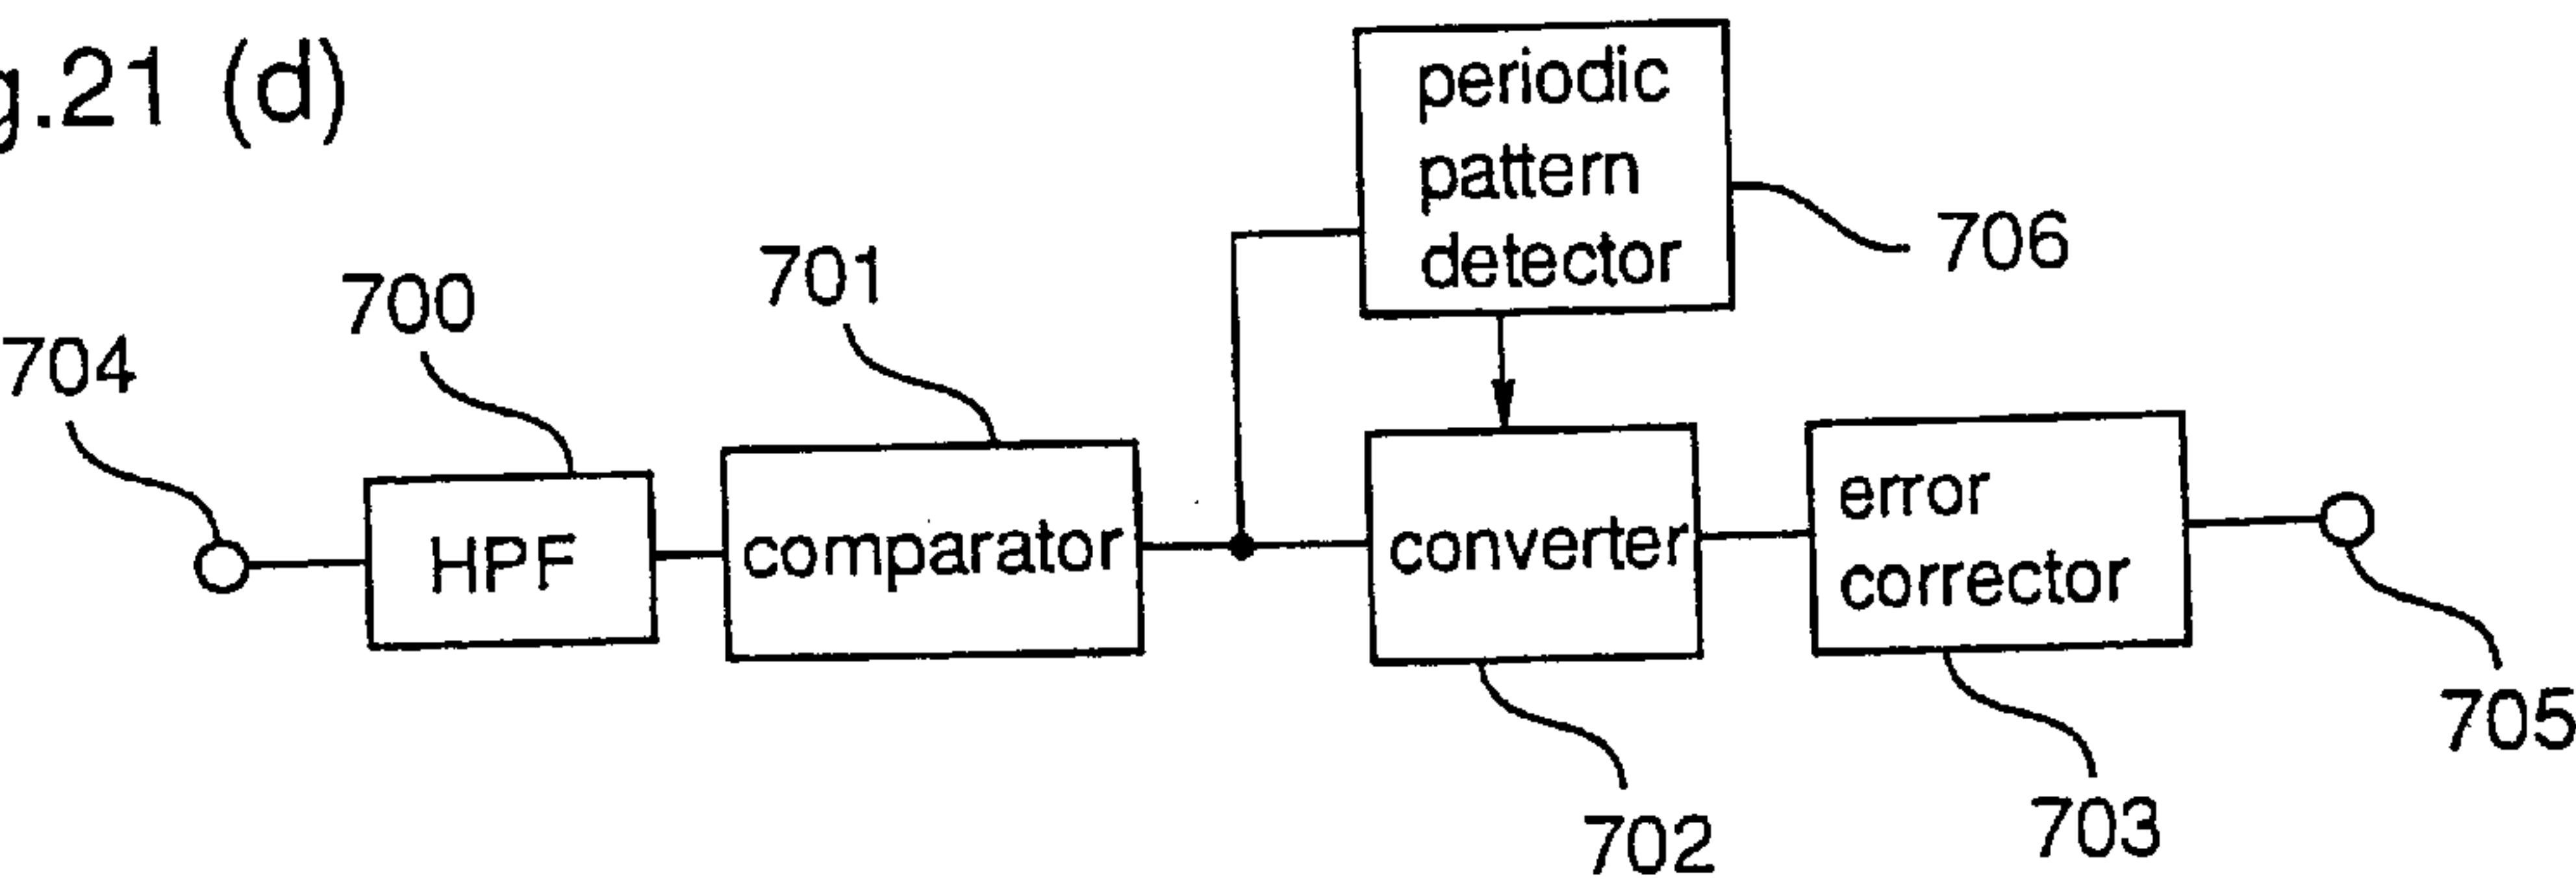 g.21 (d)
periodic
pattern
detector
706
701
700
704
HPF
comparator
converter
error
corrector
705
702
703